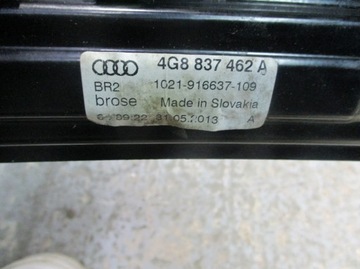 4G8 837 462 A
BR2 1021-916637-109
brose Made in Slovakia
A